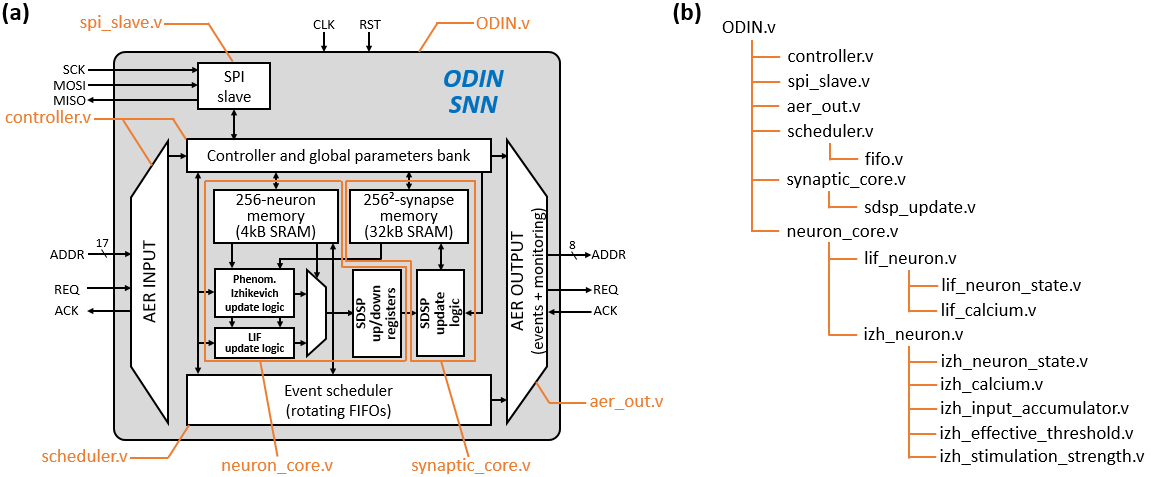 (a)
spi_slave.v
CLK
RST
ODIN.v
SCK
MOSI
MISO
SPI
slave
ODIN
SNN
controller.v
Controller and global parameters bank
256-neuron
memory
(4kB SRAM)
256²-synapse
memory
(32kB SRAM)
AER INPUT
17
ADDR
REQ
ACK
Phenom.
Izhikevich
update logic
LIF
update logic
SDSP
up/down
registers
SDSP
update
logic
AER OUTPUT
(events + monitoring)
8
ADDR
REQ
ACK
Event scheduler
(rotating FIFOs)
aer_out.v
scheduler.v
neuron_core.v
synaptic_core.v
(b)
ODIN.v
controller.v
spi_slave.v
aer_out.v
scheduler.v
fifo.v
synaptic_core.v
sdsp_update.v
neuron_core.v
lif_neuron.v
lif_neuron_state.v
lif_calcium.v
izh_neuron.v
izh_neuron_state.v
izh_calcium.v
izh_input_accumulator.v
izh_effective_threshold.v
izh_stimulation_strength.v